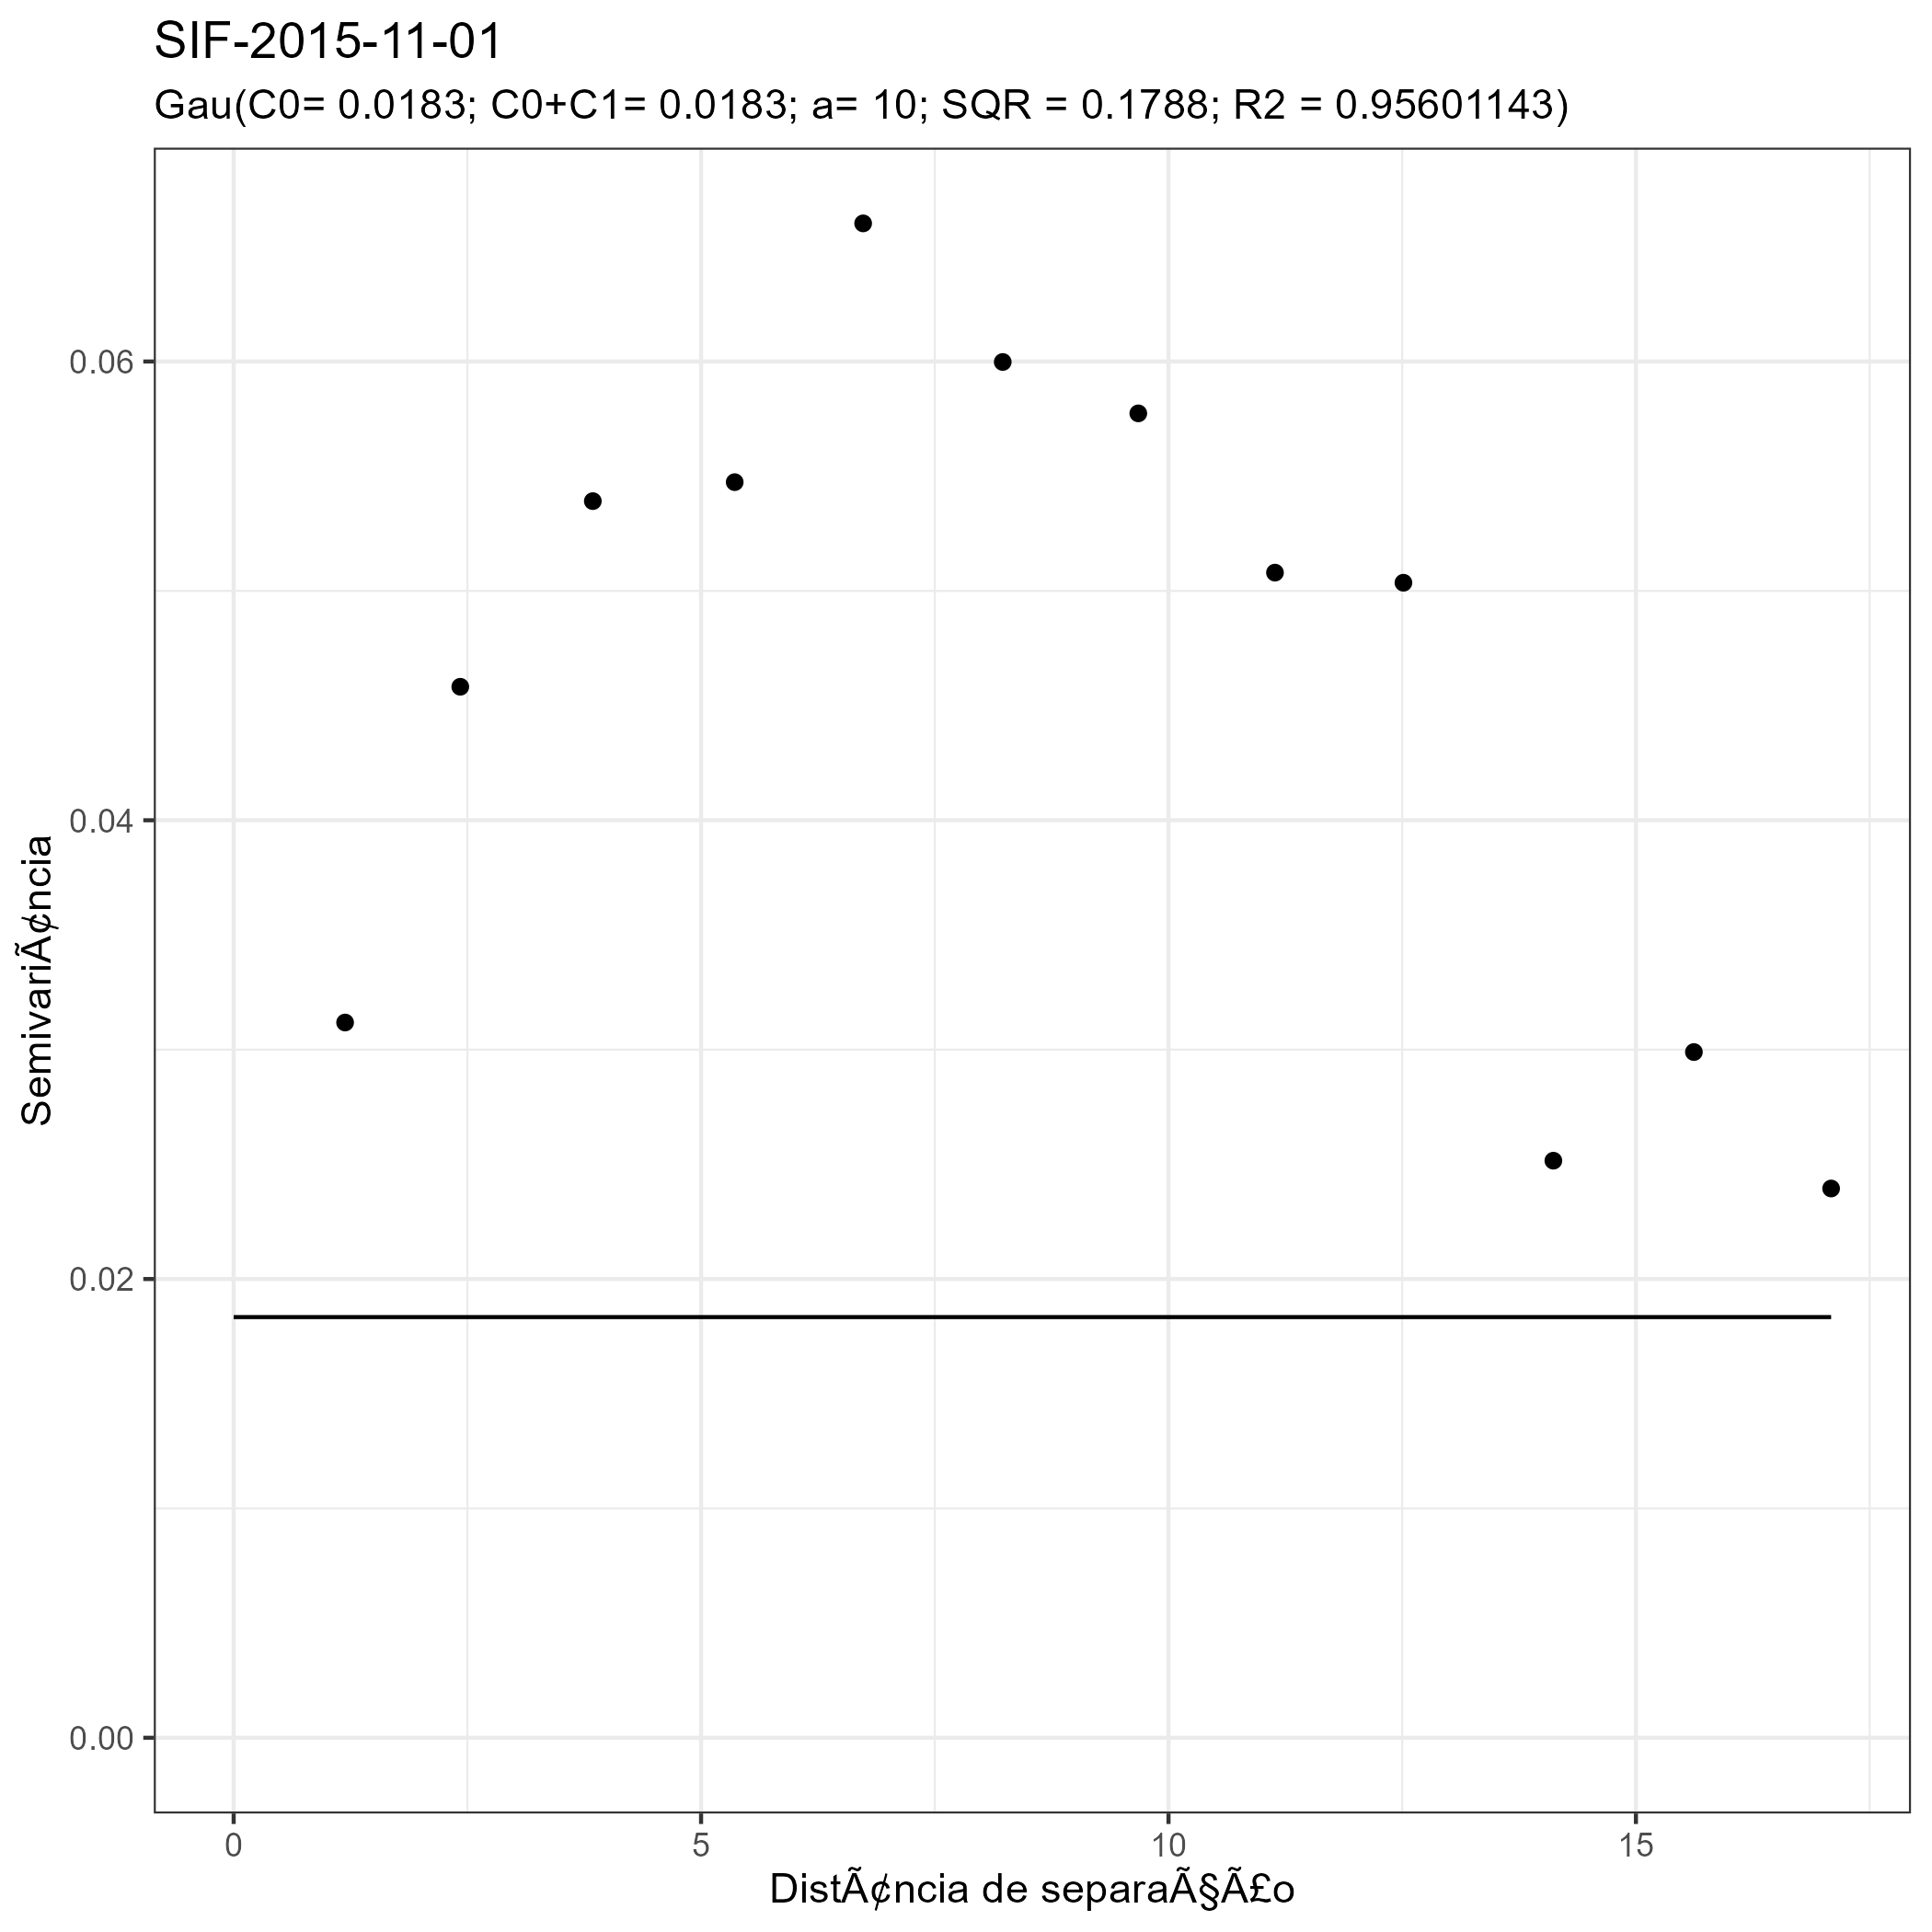 SIF-2015-11-01
Gau(C0= 0.0183; C0+C1= 0.0183; a= 10; SQR = 0.1788; R2 = 0.95601143)
0.06
0.04
0.02
0.00
SemivariÃ¢ncia
0
5
10
15
DistÃ¢ncia de separaÃ§Ã£o